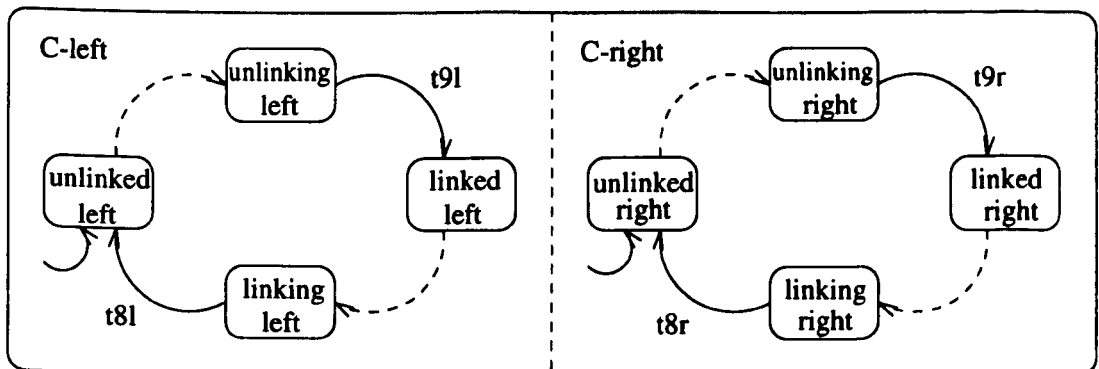 C-left
unlinking
left
t9l
unlinked
left
linked
left
linking
left
t8l
C-right
unlinking
right
t9r
unlinked
right
linked
right
linking
right
t8r